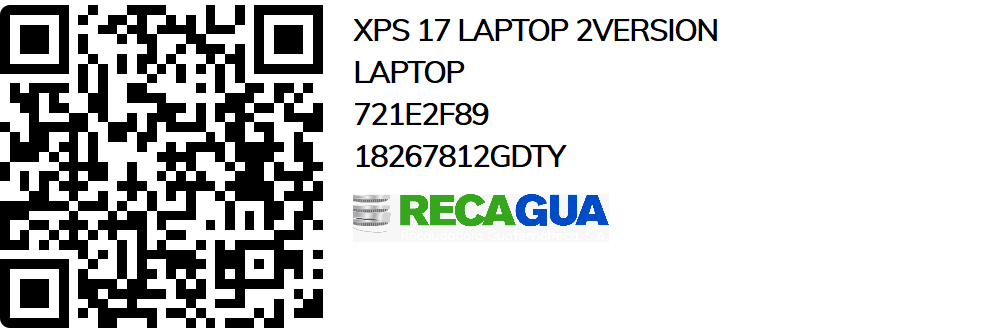 XPS 17 LAPTOP 2VERSION
LAPTOP
721E2F89
18267812GDTY
RECAGUA